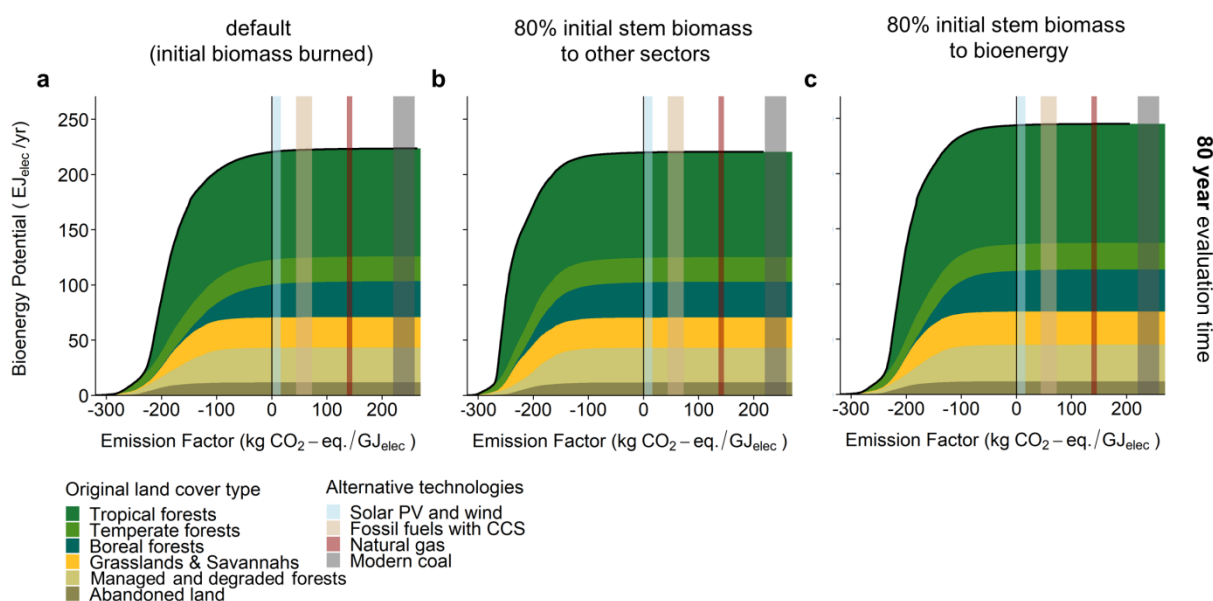 default
(initial biomass burned)
80% initial stem biomass
to other sectors
80% initial stem biomass
to bioenergy
a
b
c
Bioenergy Potential ( EJelec /yr)
250
200
150
100
50
0
-300 -200 -100 0 100 200
-300 -200 -100 0 100 200
-300 -200 -100 0 100 200
Emission Factor (kg CO₂ – eq./GJelec )
Emission Factor (kg CO₂ – eq./GJelec )
Emission Factor (kg CO₂ – eq./GJelec )
80 year evaluation time
Original land cover type
Tropical forests
Temperate forests
Boreal forests
Grasslands & Savannahs
Managed and degraded forests
Abandoned land
Alternative technologies
Solar PV and wind
Fossil fuels with CCS
Natural gas
Modern coal